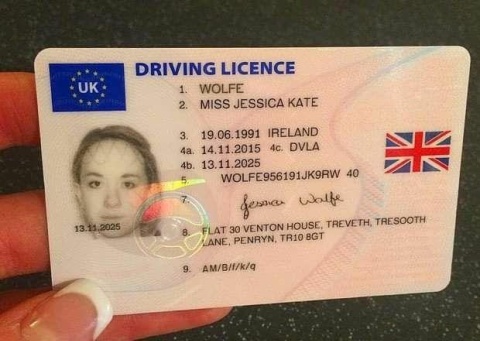 UK
DRIVING LICENCE
1. WOLFE
2. MISS JESSICA KATE
3. 19.06.1991 IRELAND
4a. 14.11.2015 4c. DVLA
4b. 13.11.2025
5. WOLFE956191JK9RW 40
7. Jessica Wolfe
13.11.2025
8. FLAT 30 VENTON HOUSE, TREVETH, TRESOOTH
LANE, PENRYN, TR10 8GT
9. AM/B/f/k/q